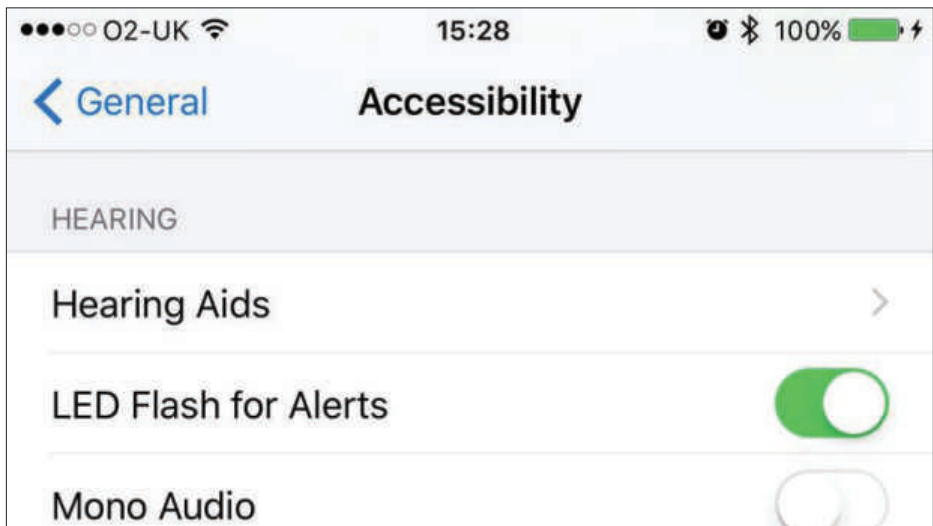 O2-UK 15:28 100%
General Accessibility
HEARING
Hearing Aids
LED Flash for Alerts
Mono Audio